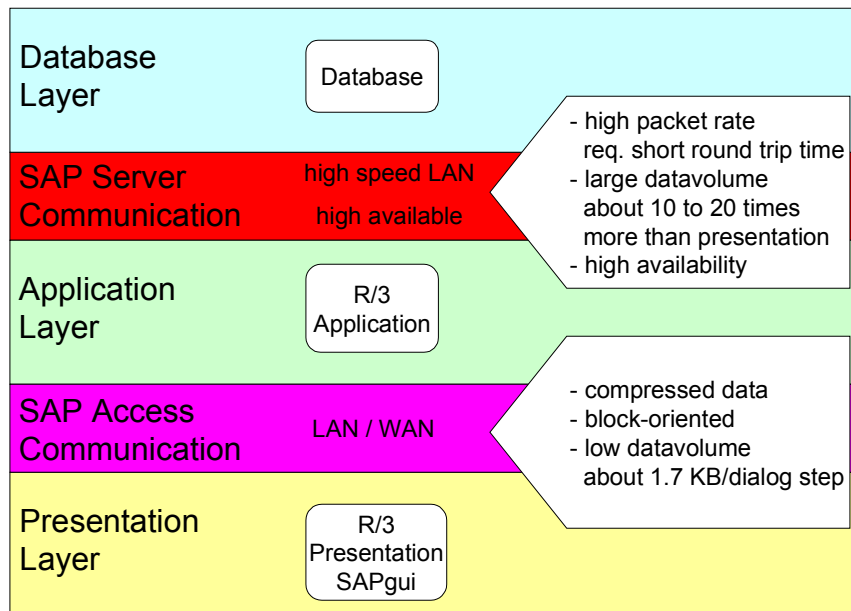 Database
Layer
Database
SAP Server
Communication
high speed LAN
high available
- high packet rate
req. short round trip time
- large datavolume
about 10 to 20 times
more than presentation
- high availability
Application
Layer
R/3
Application
SAP Access
Communication
LAN / WAN
- compressed data
- block-oriented
- low datavolume
about 1.7 KB/dialog step
Presentation
Layer
R/3
Presentation
SAPgui